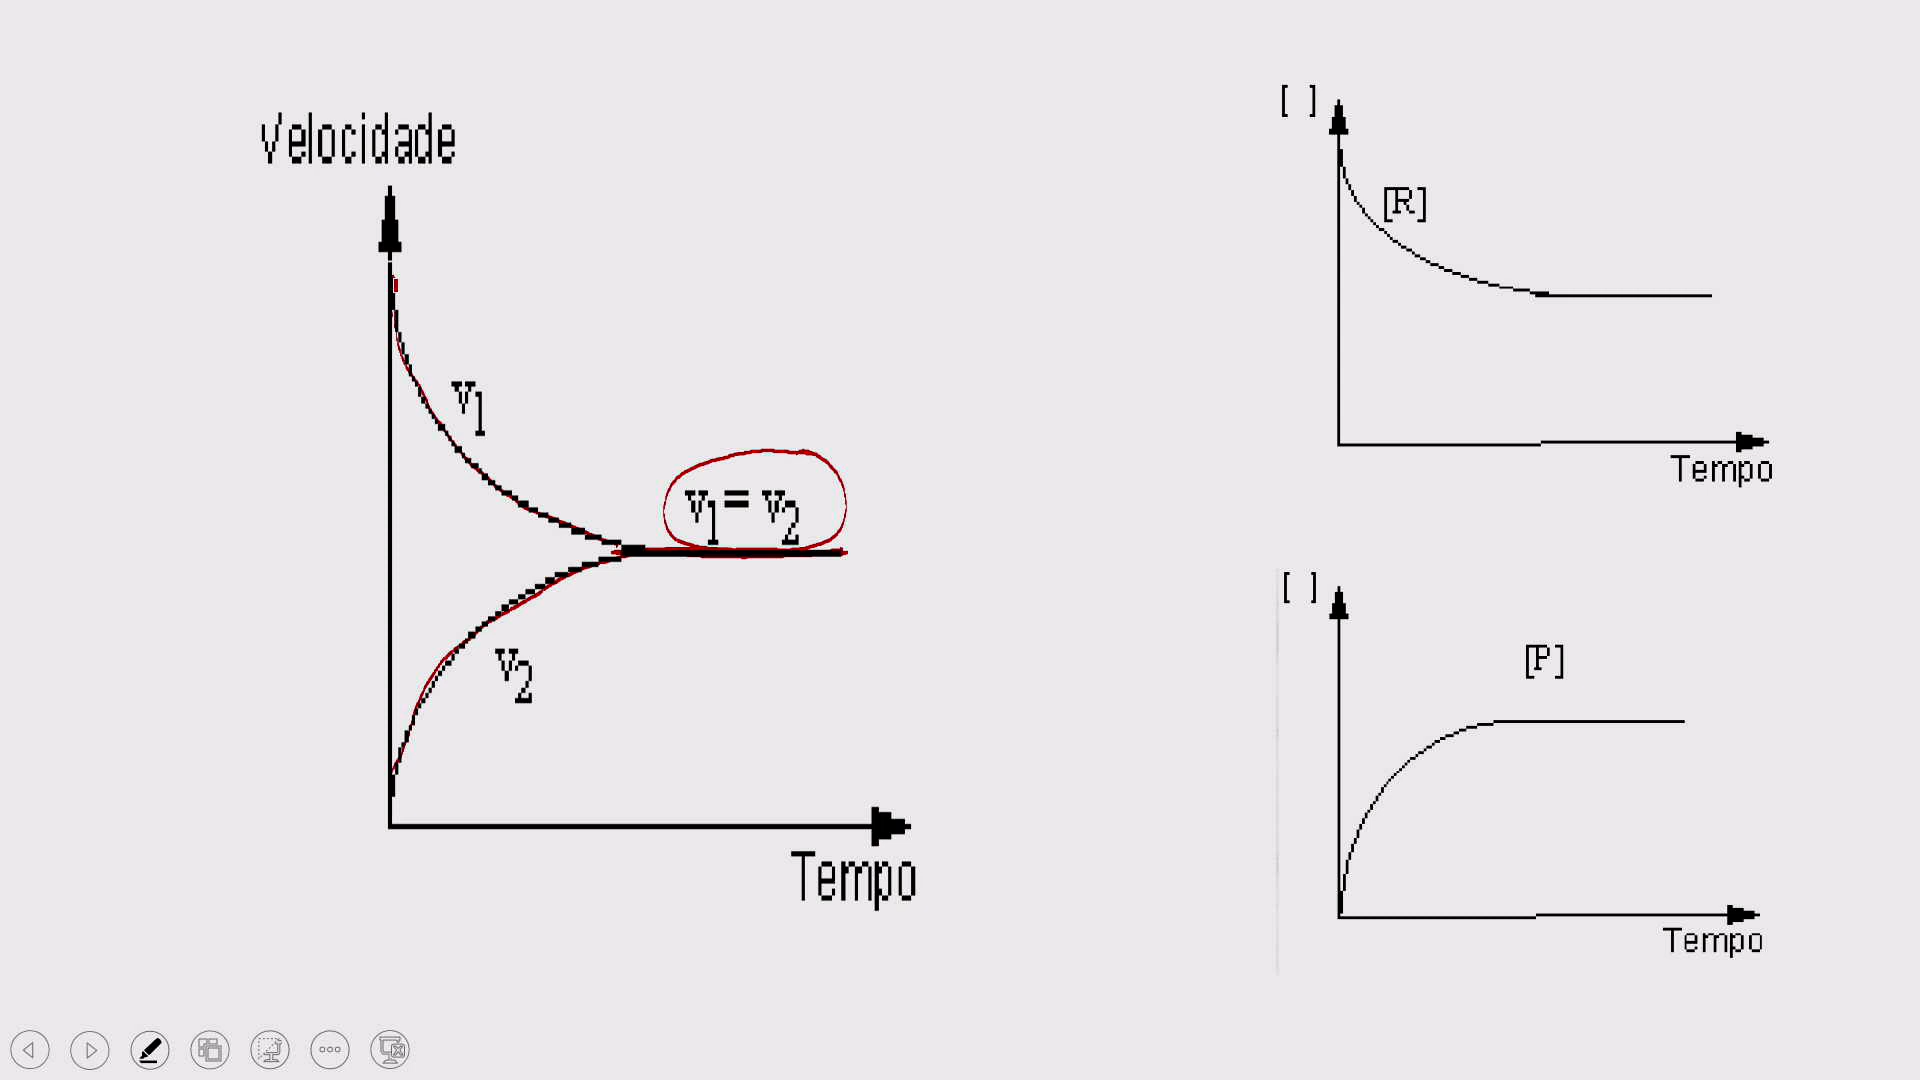 Velocidade
v1
v1 = v2
v2
Tempo
[ ]
[R]
Tempo
[ ]
[P]
Tempo